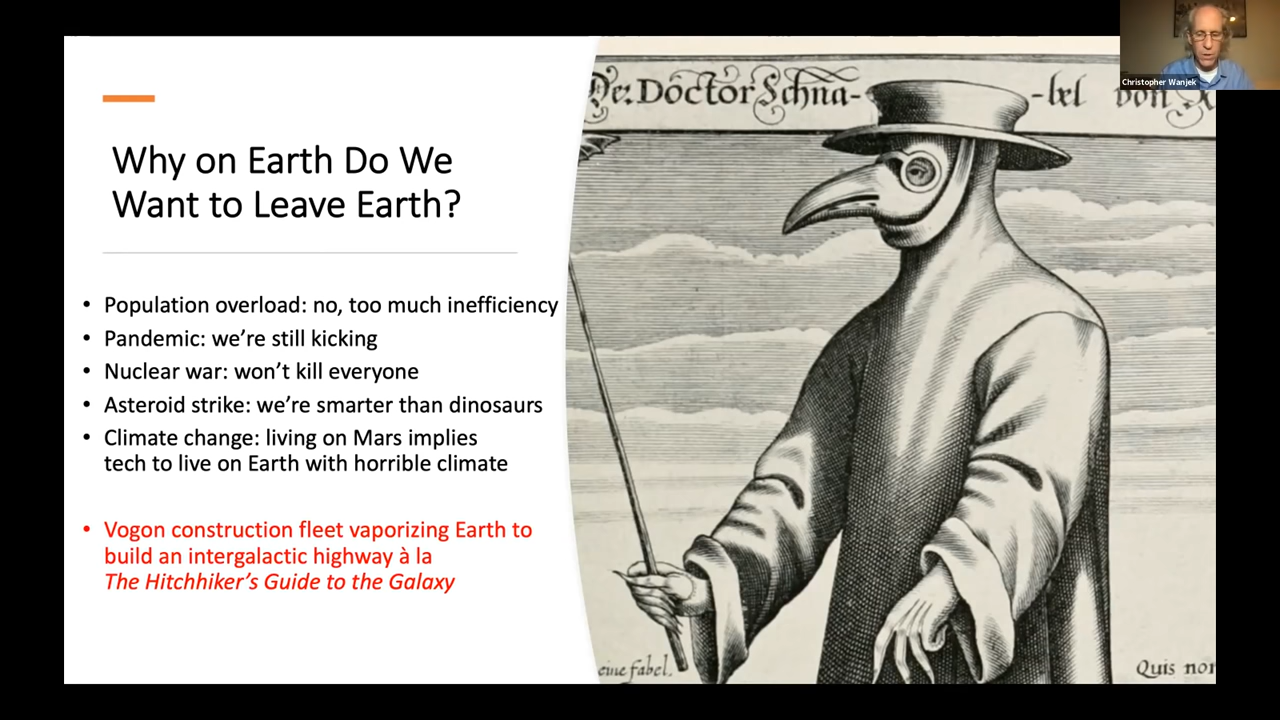 Christopher Wanjek
Der Doctor Schna-
-bel von
Why on Earth Do We
Want to Leave Earth?
• Population overload: no, too much inefficiency
• Pandemic: we're still kicking
• Nuclear war: won't kill everyone
• Asteroid strike: we're smarter than dinosaurs
• Climate change: living on Mars implies
tech to live on Earth with horrible climate
• Vogon construction fleet vaporizing Earth to
build an intergalactic highway à la
The Hitchhiker's Guide to the Galaxy
eine fabel.
Quis